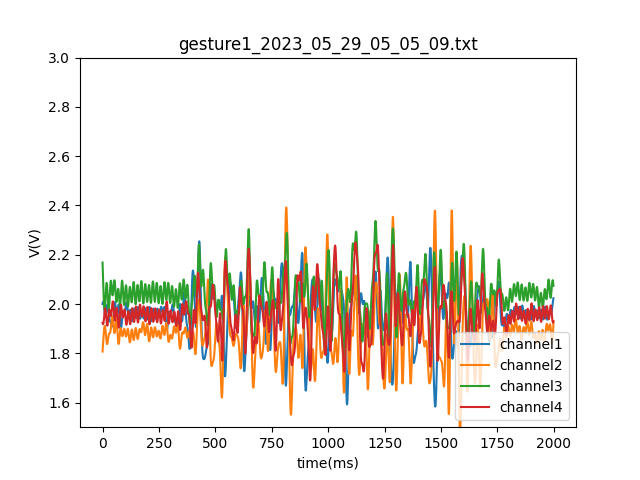 gesture1_2023_05_29_05_05_09.txt
3.0
2.8
2.6
2.4
2.2
2.0
1.8
1.6
V(V)
channel1
channel2
channel3
channel4
0 250 500 750 1000 1250 1500 1750 2000
time(ms)